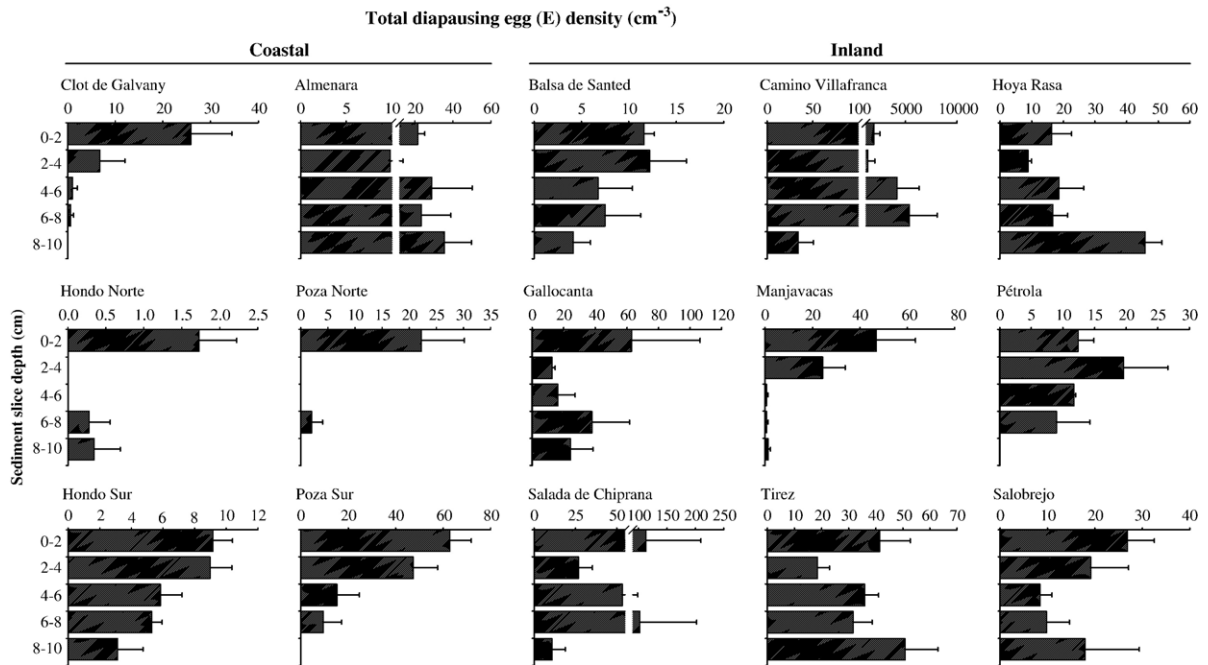 Total diapausing egg (E) density (cm-3)
Coastal Inland
Clot de Galvany Almenara Balsa de Santed Camino Villafranca Hoya Rasa
0 10 20 30 40 0 5 10 20 40 60 0 5 10 15 20 0 50 100 5000 10000 0 10 20 30 40 50 60
0-2
2-4
4-6
6-8
8-10
Sediment slice depth (cm)
Hondo Norte Poza Norte Gallocanta Manjavacas Pétrola
0.0 0.5 1.0 1.5 2.0 2.5 0 5 10 15 20 25 30 35 0 20 40 60 80 100 120 0 20 40 60 80 0 5 10 15 20 25 30
0-2
2-4
4-6
6-8
8-10
Hondo Sur Poza Sur Salada de Chiprana Tirez Salobrejo
0 2 4 6 8 10 12 0 20 40 60 80 0 25 50 100 150 200 250 0 10 20 30 40 50 60 70 0 10 20 30 40
0-2
2-4
4-6
6-8
8-10